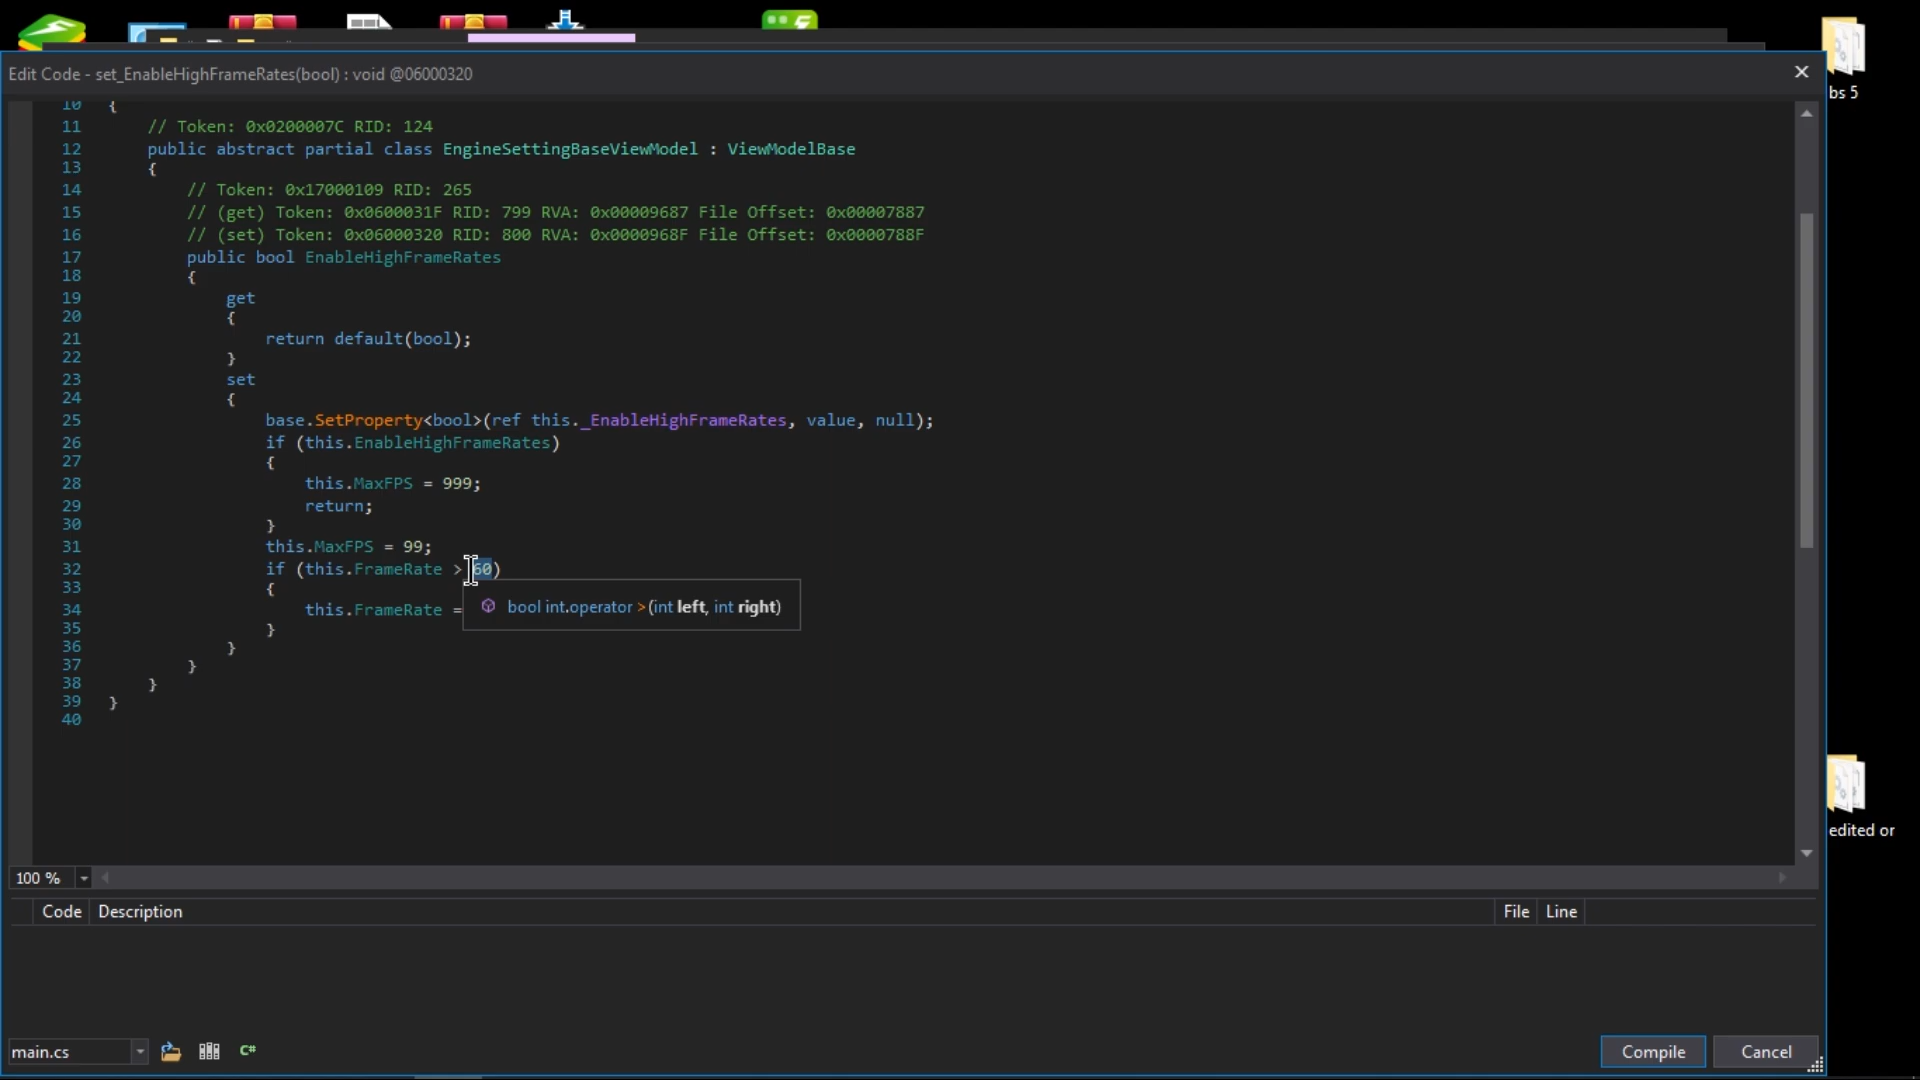 bs 5
Edit Code - set_EnableHighFrameRates(bool) : void @06000320
10 {
11 // Token: 0x0200007C RID: 124
12 public abstract partial class EngineSettingBaseViewModel : ViewModelBase
13 {
14 // Token: 0x17000109 RID: 265
15 // (get) Token: 0x0600031F RID: 799 RVA: 0x00009687 File Offset: 0x00007887
16 // (set) Token: 0x06000320 RID: 800 RVA: 0x0000968F File Offset: 0x0000788F
17 public bool EnableHighFrameRates
18 {
19 get
20 {
21 return default(bool);
22 }
23 set
24 {
25 base.SetProperty<bool>(ref this._EnableHighFrameRates, value, null);
26 if (this.EnableHighFrameRates)
27 {
28 this.MaxFPS = 999;
29 return;
30 }
31 this.MaxFPS = 99;
32 if (this.FrameRate > 60)
33 {
34 this.FrameRate =
bool int.operator >(int left, int right)
35 }
36 }
37 }
38 }
39 }
40
edited or
100 %
Code Description File Line
main.cs C# Compile Cancel